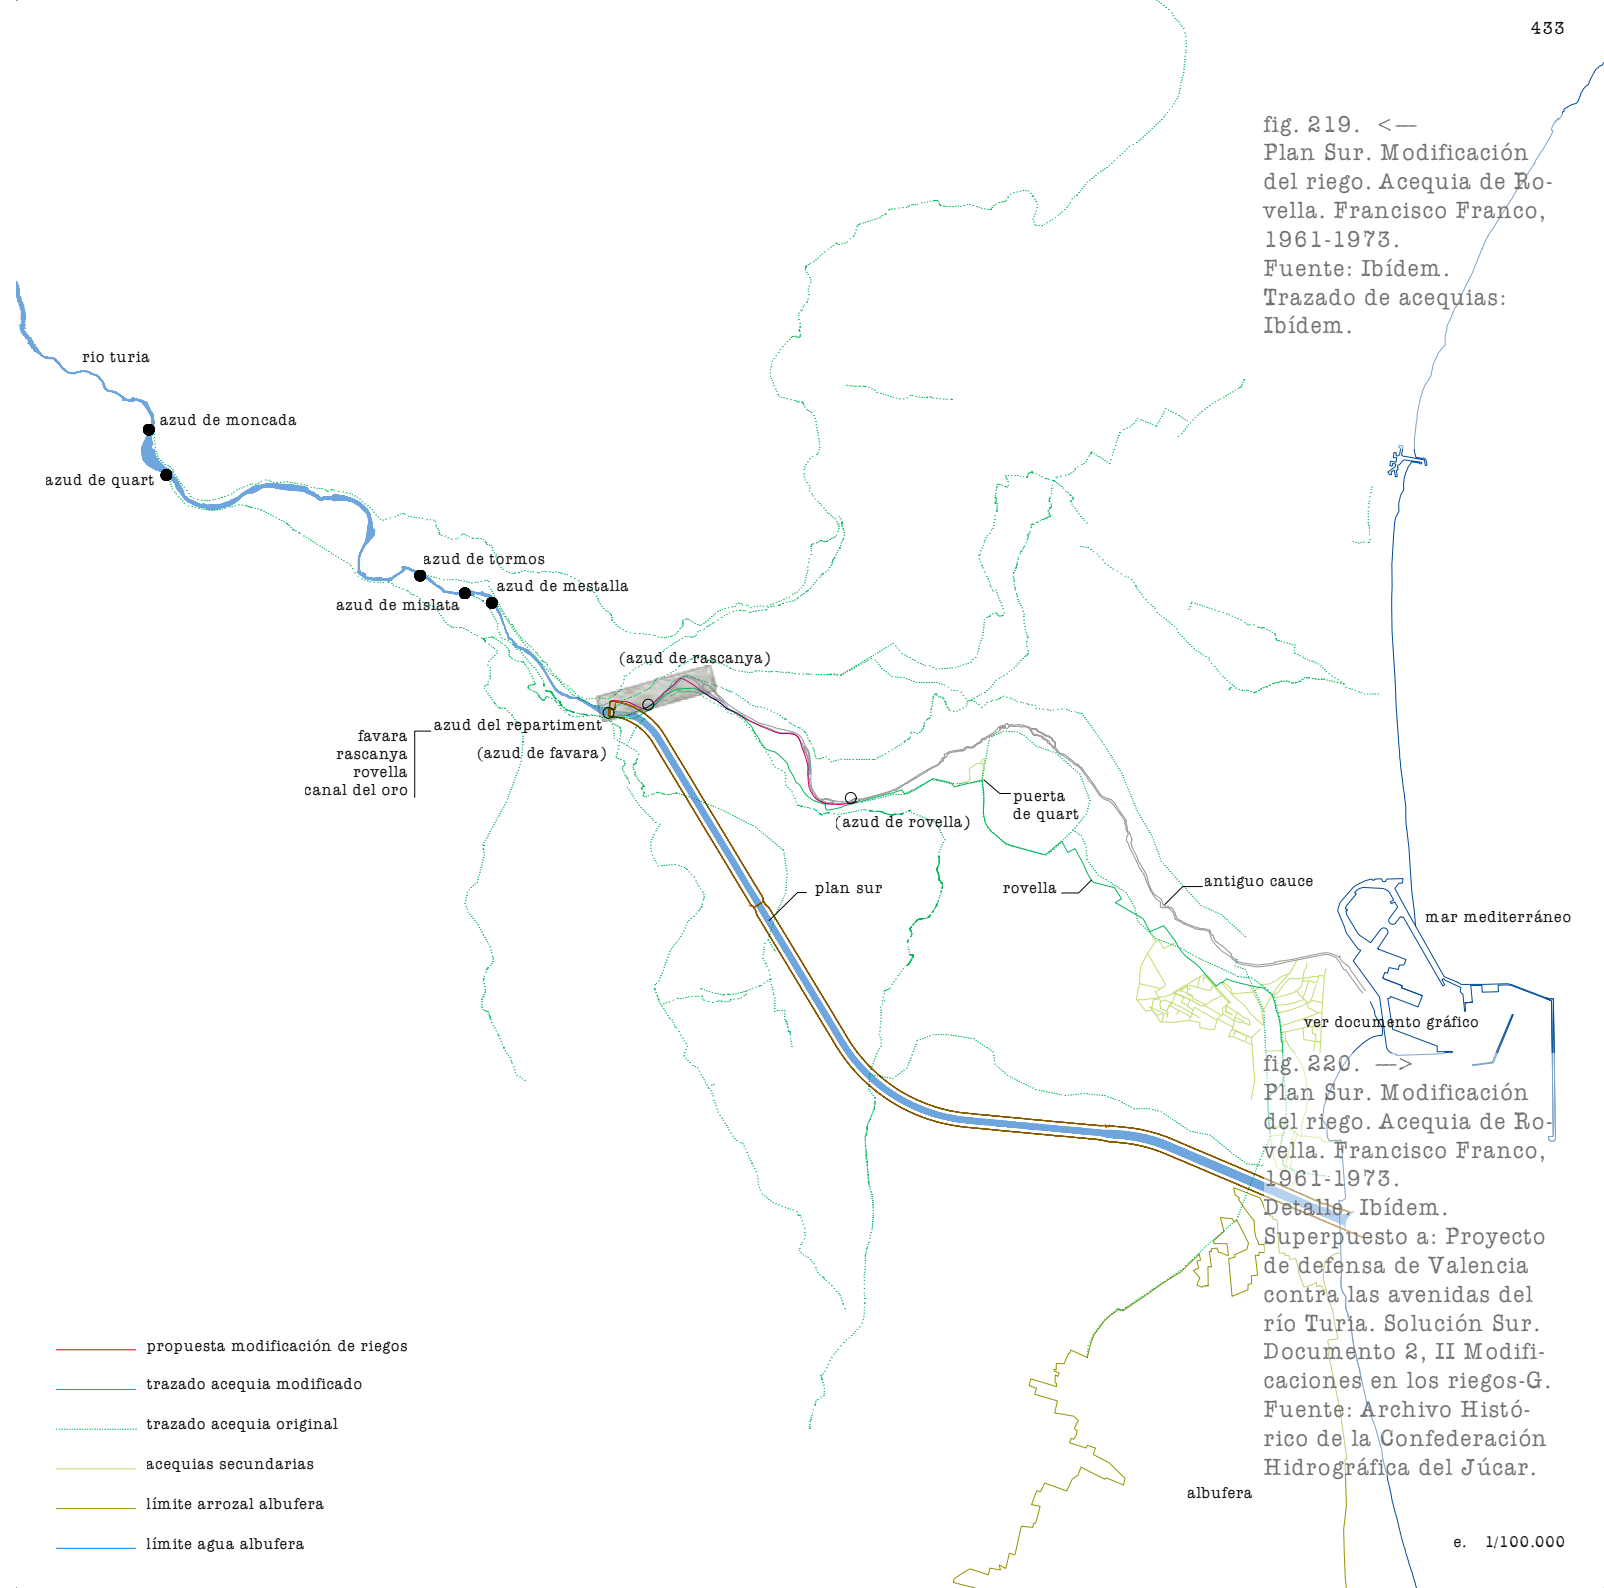 433
fig. 219. <—
Plan Sur. Modificación
del riego. Acequia de Ro-
vella. Francisco Franco,
1961-1973.
Fuente: Ibídem.
Trazado de acequias:
Ibídem.
rio turia
azud de moncada
azud de quart
azud de tormos
azud de mestalla
azud de mislata
(azud de rascanya)
azud del repartiment
(azud de favara)
favara
rascanya
rovella
canal del oro
puerta
de quart
(azud de rovella)
plan sur
rovella
antiguo cauce
mar mediterráneo
ver documento gráfico
fig. 220. —>
Plan Sur. Modificación
del riego. Acequia de Ro-
vella. Francisco Franco,
1961-1973.
Detalle. Ibídem.
Superpuesto a: Proyecto
de defensa de Valencia
contra las avenidas del
río Turia. Solución Sur.
Documento 2, II Modifi-
caciones en los riegos-G.
Fuente: Archivo Histó-
rico de la Confederación
Hidrográfica del Júcar.
propuesta modificación de riegos
trazado acequia modificado
trazado acequia original
acequias secundarias
límite arrozal albufera
límite agua albufera
albufera
e. 1/100.000